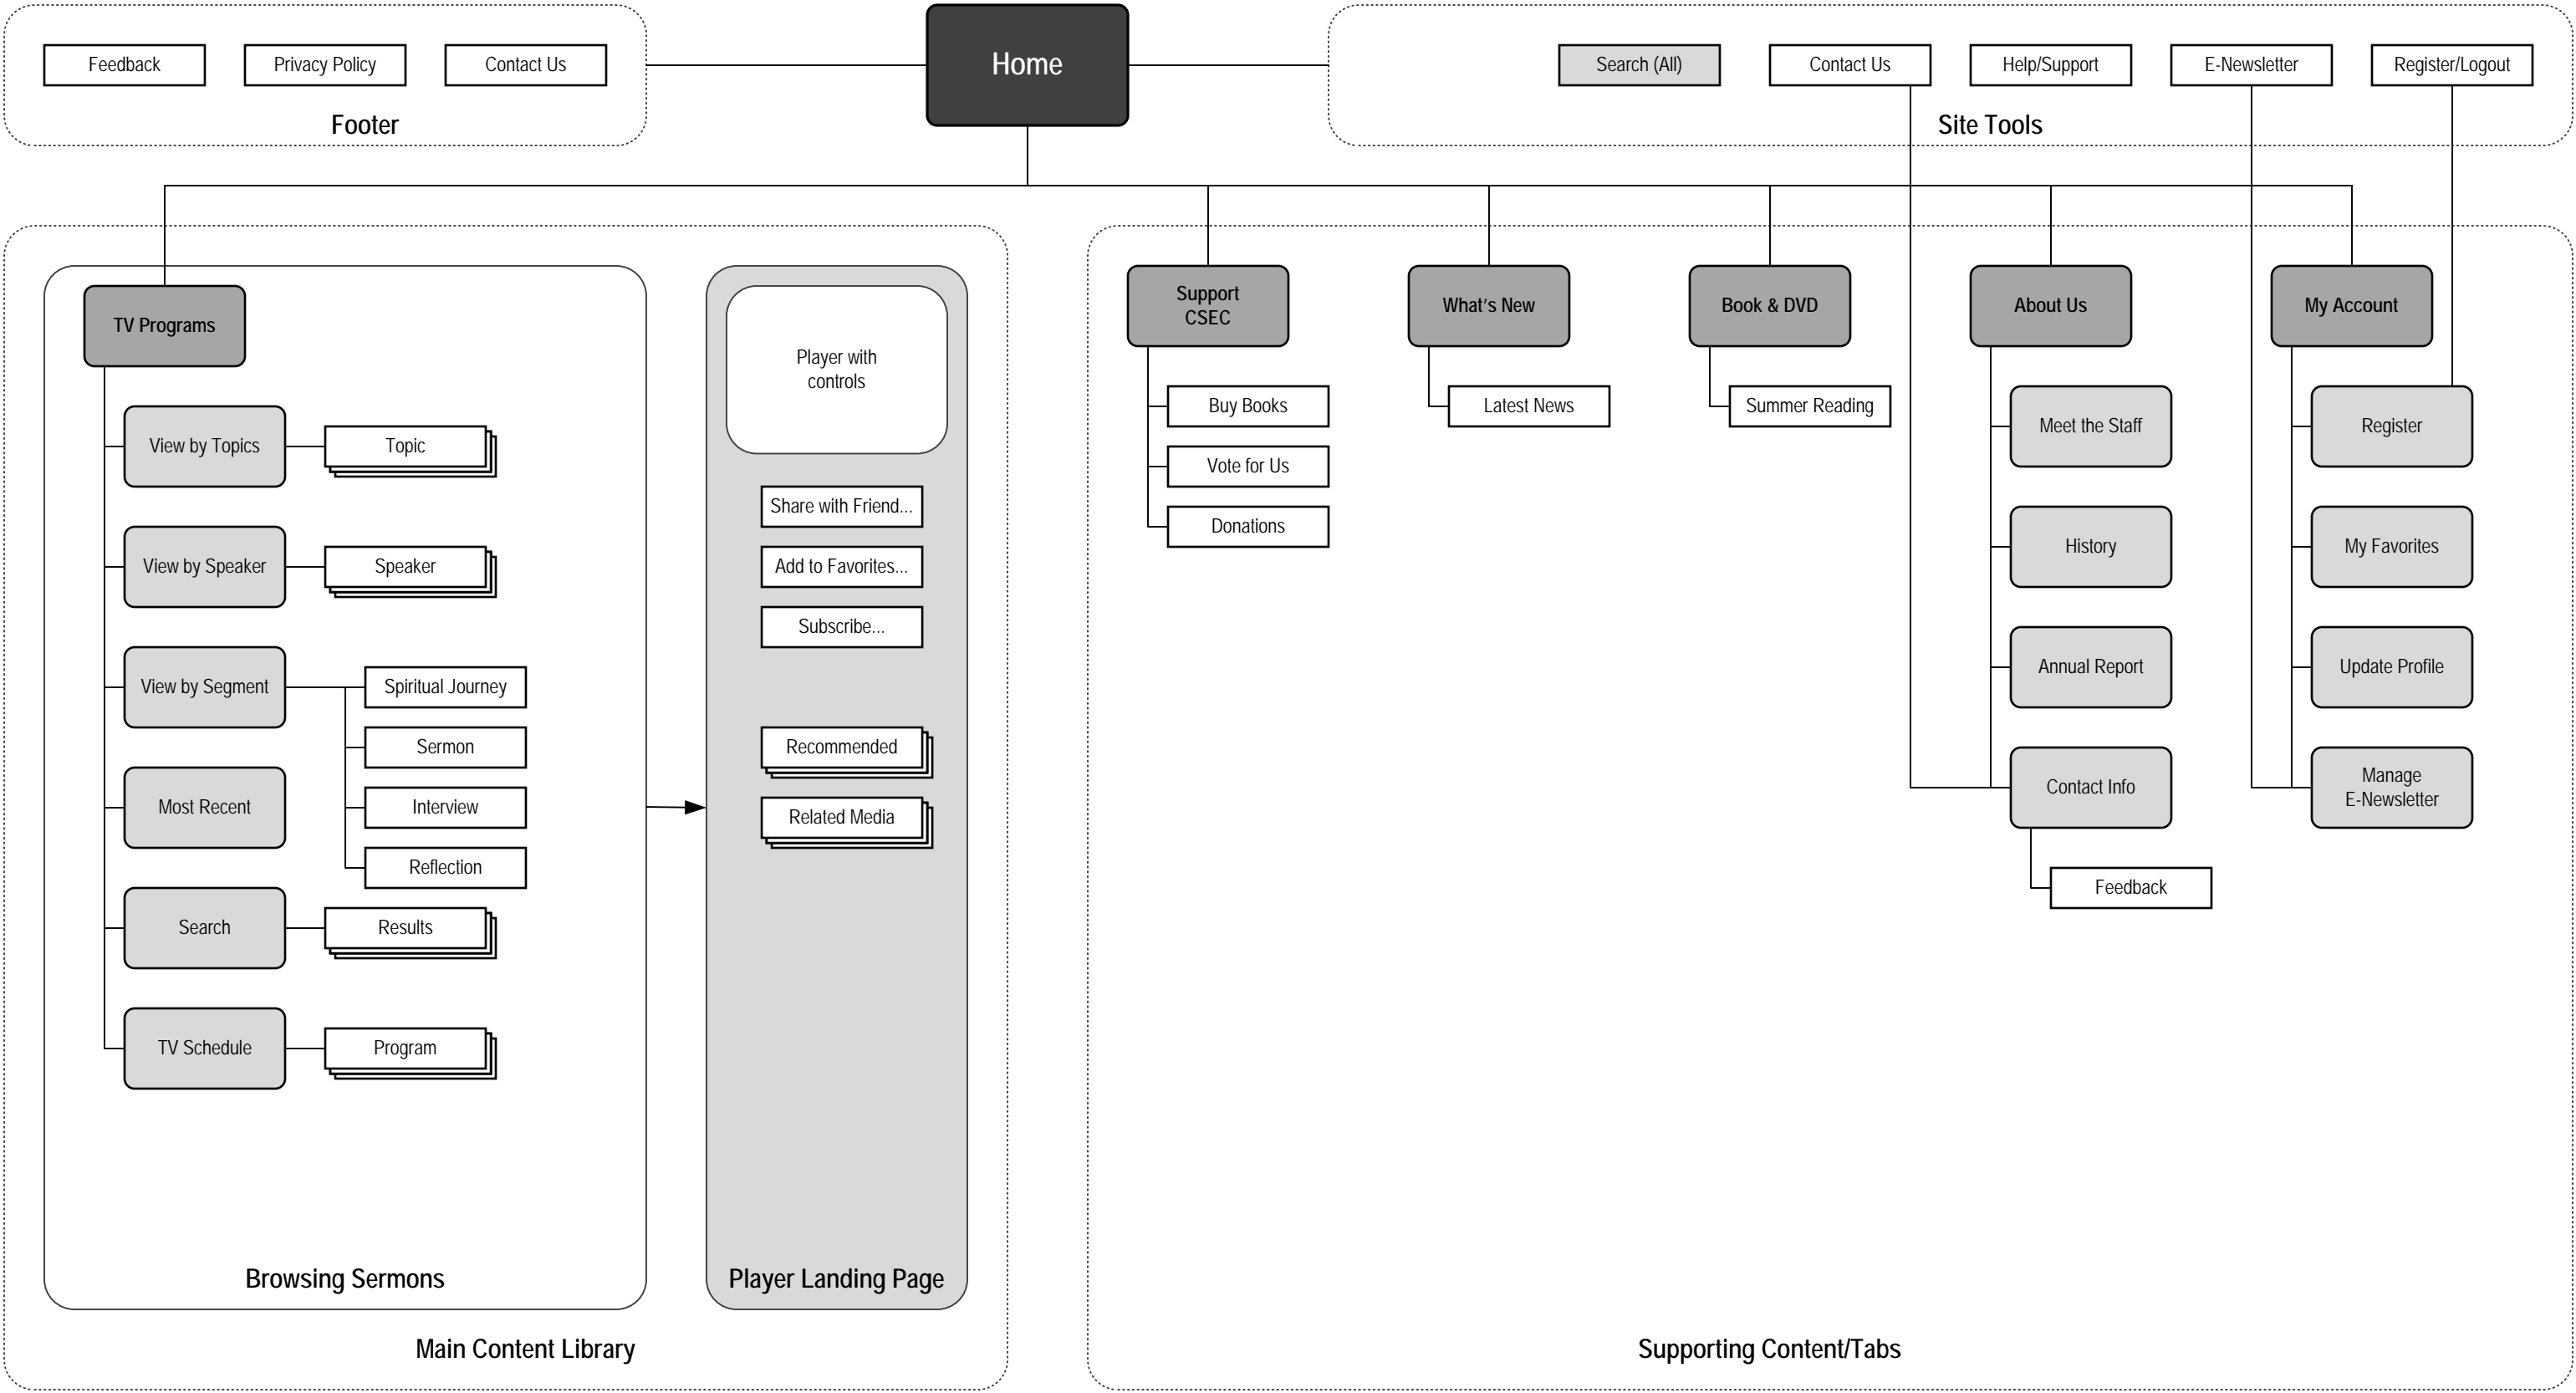 Feedback
Privacy Policy
Contact Us
Footer
Home
Search (All)
Contact Us
Help/Support
E-Newsletter
Register/Logout
Site Tools
TV Programs
View by Topics
Topic
View by Speaker
Speaker
View by Segment
Spiritual Journey
Sermon
Interview
Reflection
Most Recent
Search
Results
TV Schedule
Program
Browsing Sermons
Player with
controls
Share with Friend...
Add to Favorites...
Subscribe...
Recommended
Related Media
Player Landing Page
Main Content Library
Support
CSEC
Buy Books
Vote for Us
Donations
What's New
Latest News
Book & DVD
Summer Reading
About Us
Meet the Staff
History
Annual Report
Contact Info
Feedback
My Account
Register
My Favorites
Update Profile
Manage
E-Newsletter
Supporting Content/Tabs